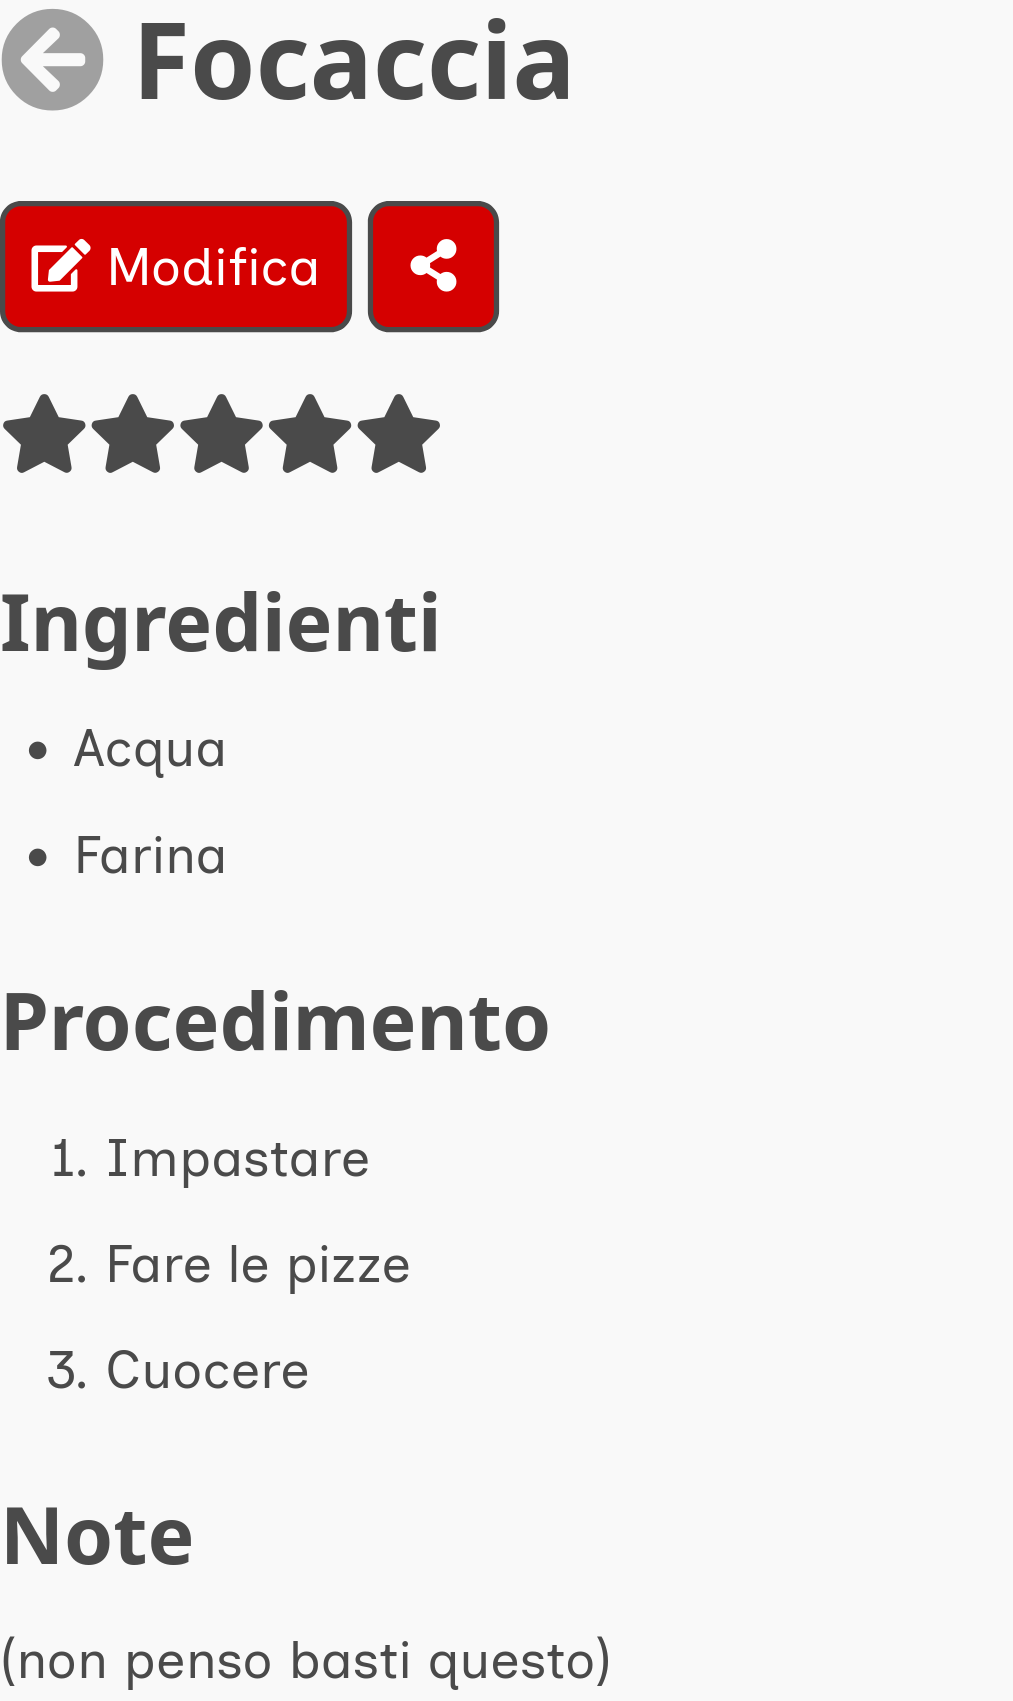 Focaccia
Modifica
Ingredienti
• Acqua
• Farina
Procedimento
1. Impastare
2. Fare le pizze
3. Cuocere
Note
(non penso basti questo)